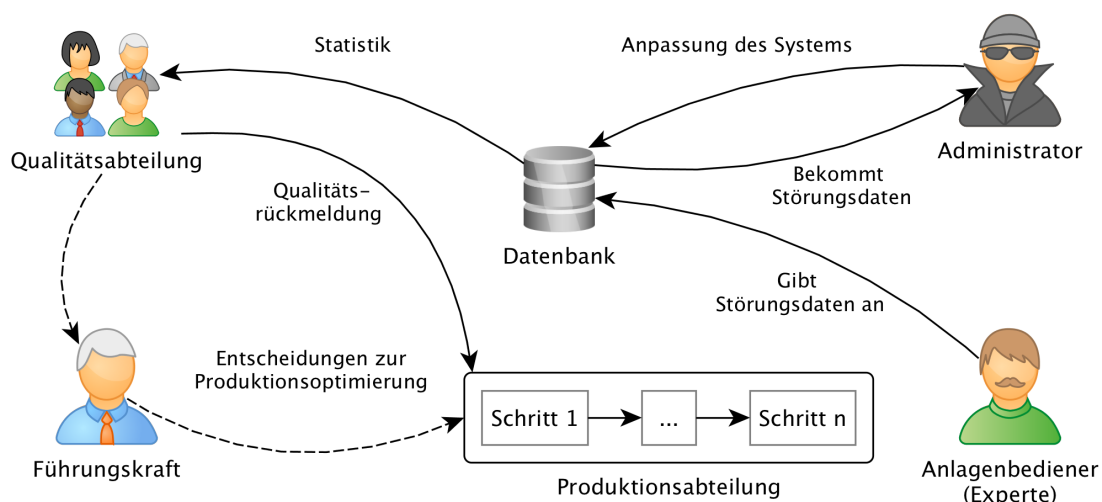 Statistik
Anpassung des Systems
Qualitätsabteilung
Administrator
Bekommt
Störungsdaten
Qualitäts-
rückmeldung
Datenbank
Gibt
Störungsdaten an
Entscheidungen zur
Produktionsoptimierung
Schritt 1
...
Schritt n
Führungskraft
Produktionsabteilung
Anlagenbediener
(Experte)